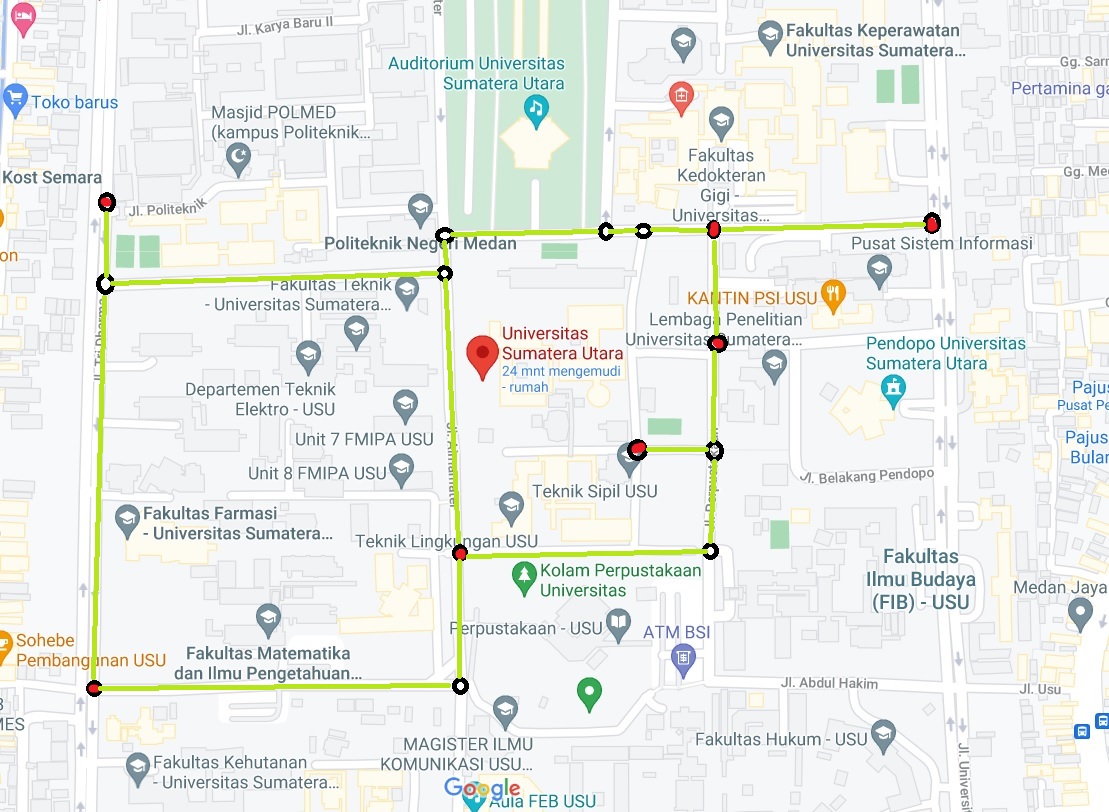 Jl. Karya Baru II
Fakultas Keperawatan
Universitas Sumatera...
Gg. Sar
Auditorium Universitas
Sumatera Utara
Toko barus
Pertamina ga
Masjid POLMED
(kampus Politeknik...
Fakultas
Kedokteran
Gigi -
Universitas...
Gg. Me
Kost Semara
Jl. Politeknik
Politeknik Negeri Medan
Pusat Sistem Informasi
on
Fakultas Teknik
- Universitas Sumatera...
KANTIN PSI USU
Lembaga Penelitian
Universitas Sumatera...
Universitas
Sumatera Utara
24 mnt mengemudi
- rumah
Pendopo Universitas
Sumatera Utara
Departemen Teknik
Elektro - USU
Pajus
Pusat Pe
Unit 7 FMIPA USU
Pajus
Bulan
Unit 8 FMIPA USU
Jl. Belakang Pendopo
Teknik Sipil USU
Fakultas Farmasi
- Universitas Sumatera...
Teknik Lingkungan USU
Kolam Perpustakaan
Universitas
Fakultas
Ilmu Budaya
(FIB) - USU
Medan Jaya
Perpustakaan - USU
ATM BSI
Sohebe
Pembangunan USU
Fakultas Matematika
dan Ilmu Pengetahuan...
Jl. Abdul Hakim
Jl. Usu
MES
Fakultas Hukum - USU
MAGISTER ILMU
KOMUNIKASI USU...
Fakultas Kehutanan
- Universitas Sumatera...
Google
Aula FEB USU
Jl. Universi